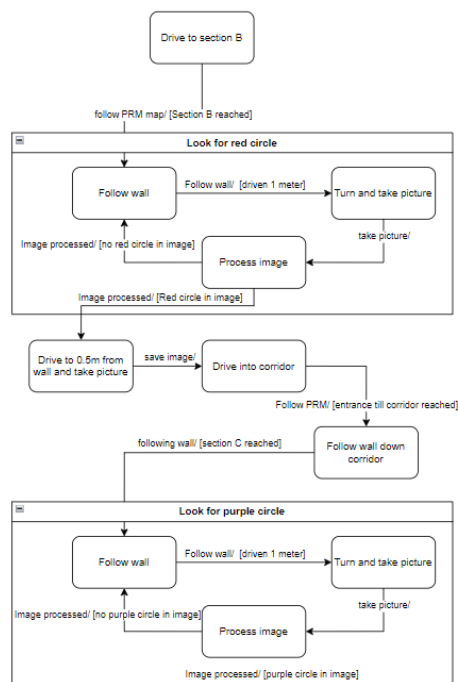 Drive to section B
follow PRM map/ [Section B reached]
Look for red circle
Follow wall
Follow wall/ [driven 1 meter]
Turn and take picture
Image processed/ [no red circle in image]
take picture/
Process image
Image processed/ [Red circle in image]
Drive to 0.5m from
wall and take picture
save image/
Drive into corridor
Follow PRM/ [entrance till corridor reached]
following wall/ [section C reached]
Follow wall down
corridor
Look for purple circle
Follow wall
Follow wall/ [driven 1 meter]
Turn and take picture
Image processed/ [no purple circle in image]
take picture/
Process image
Image processed/ [purple circle in image]